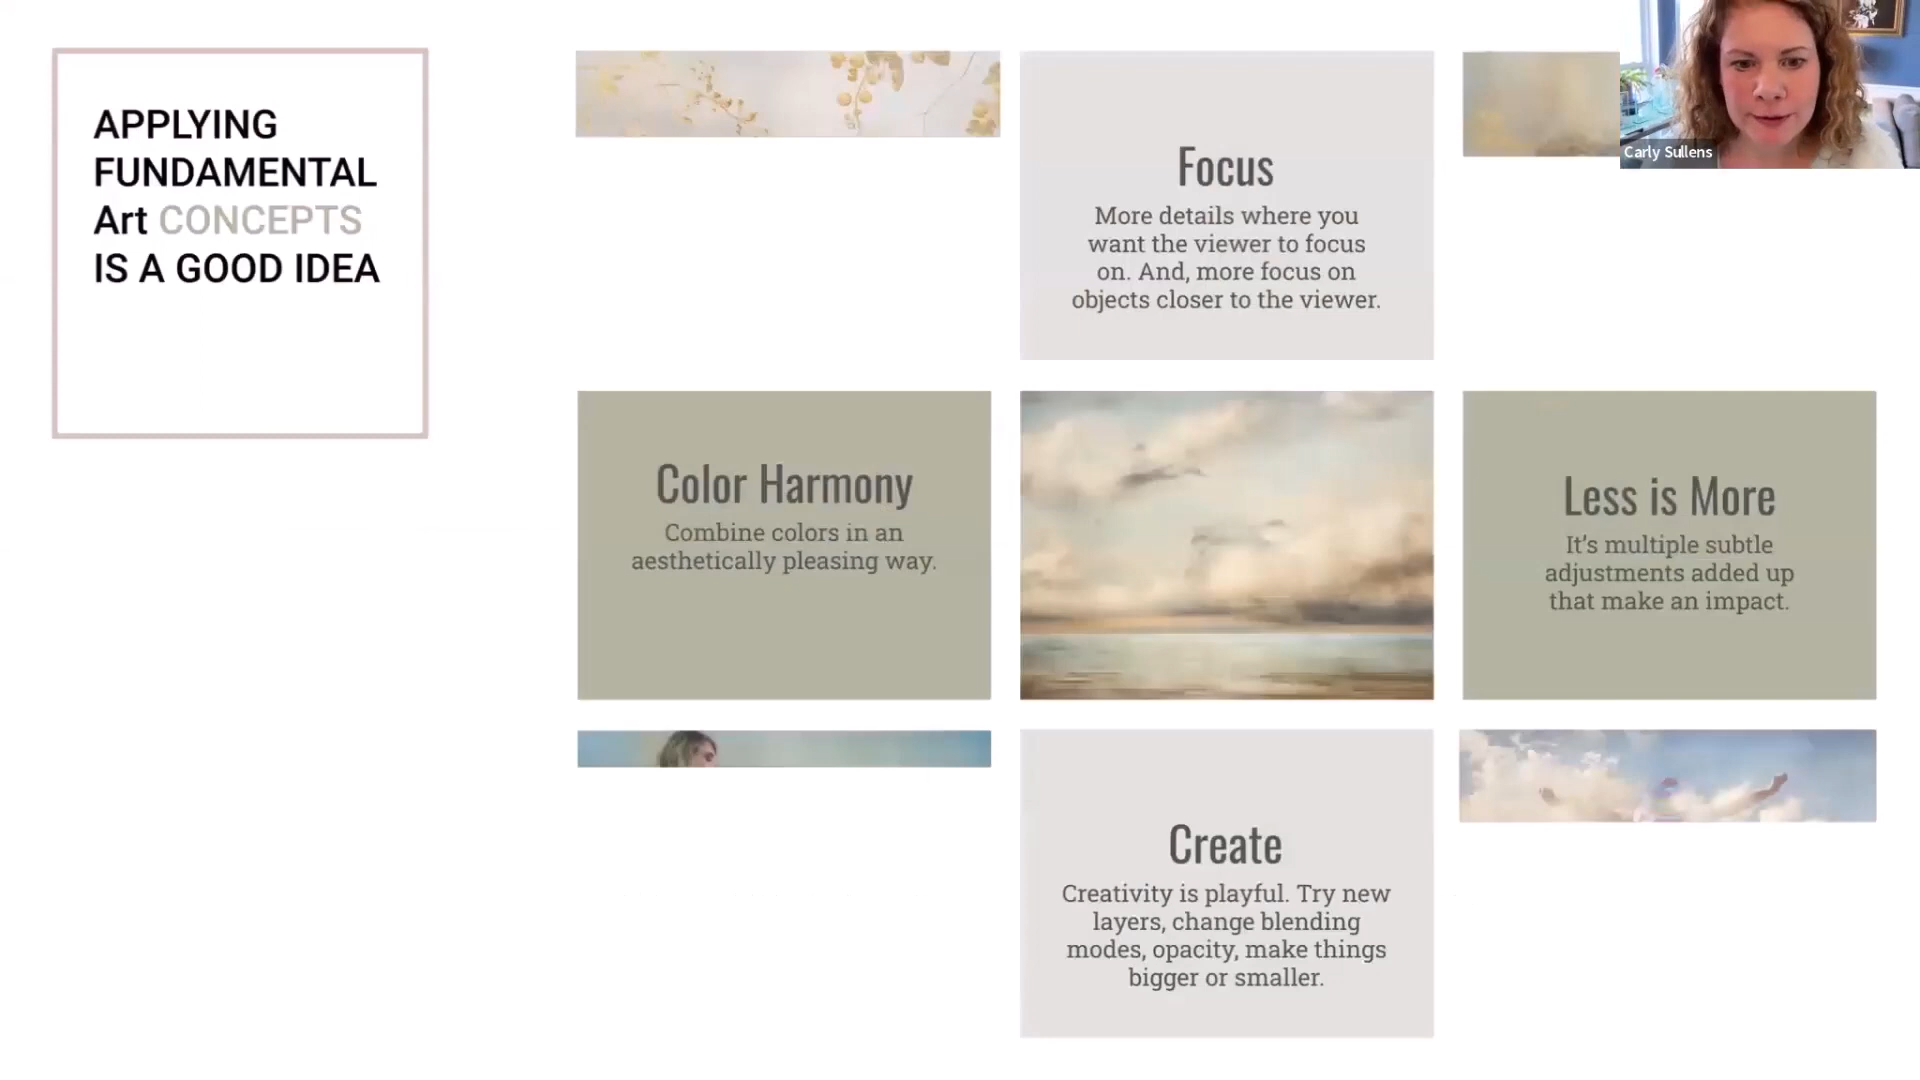 APPLYING
FUNDAMENTAL
Art CONCEPTS
IS A GOOD IDEA
Focus
More details where you
want the viewer to focus
on. And, more focus on
objects closer to the viewer.
Carly Sullens
Color Harmony
Combine colors in an
aesthetically pleasing way.
Less is More
It’s multiple subtle
adjustments added up
that make an impact.
Create
Creativity is playful. Try new
layers, change blending
modes, opacity, make things
bigger or smaller.